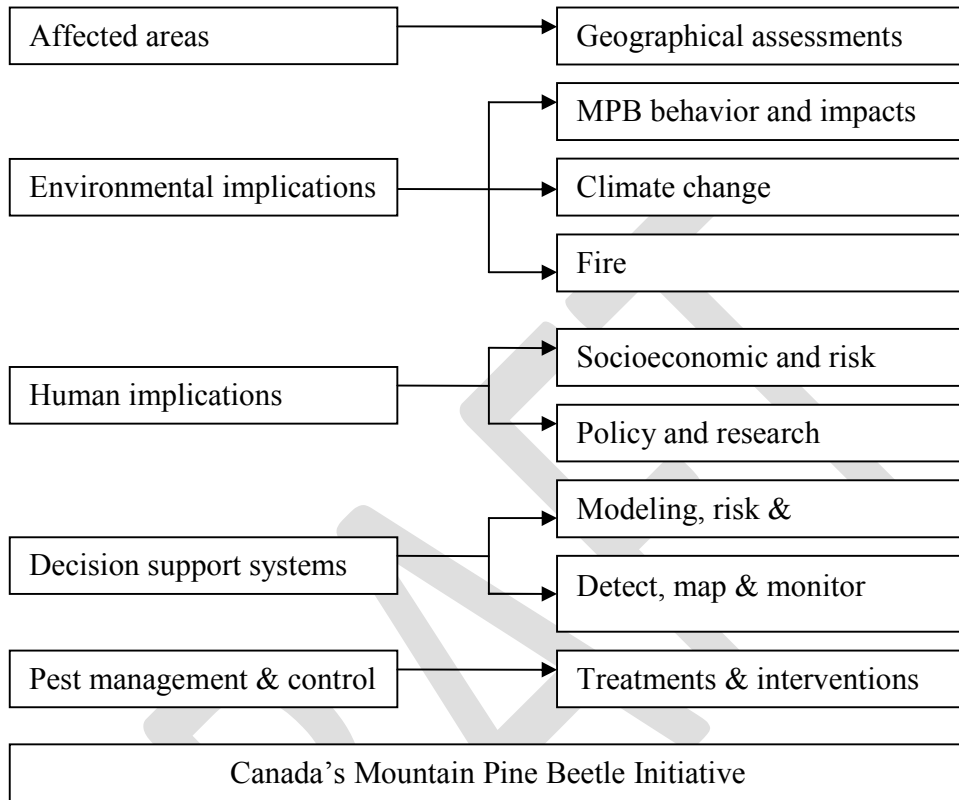 Affected areas
Geographical assessments
MPB behavior and impacts
Environmental implications
Climate change
Fire
Socioeconomic and risk
Human implications
Policy and research
Modeling, risk &
Decision support systems
Detect, map & monitor
Pest management & control
Treatments & interventions
Canada's Mountain Pine Beetle Initiative
DRAFT